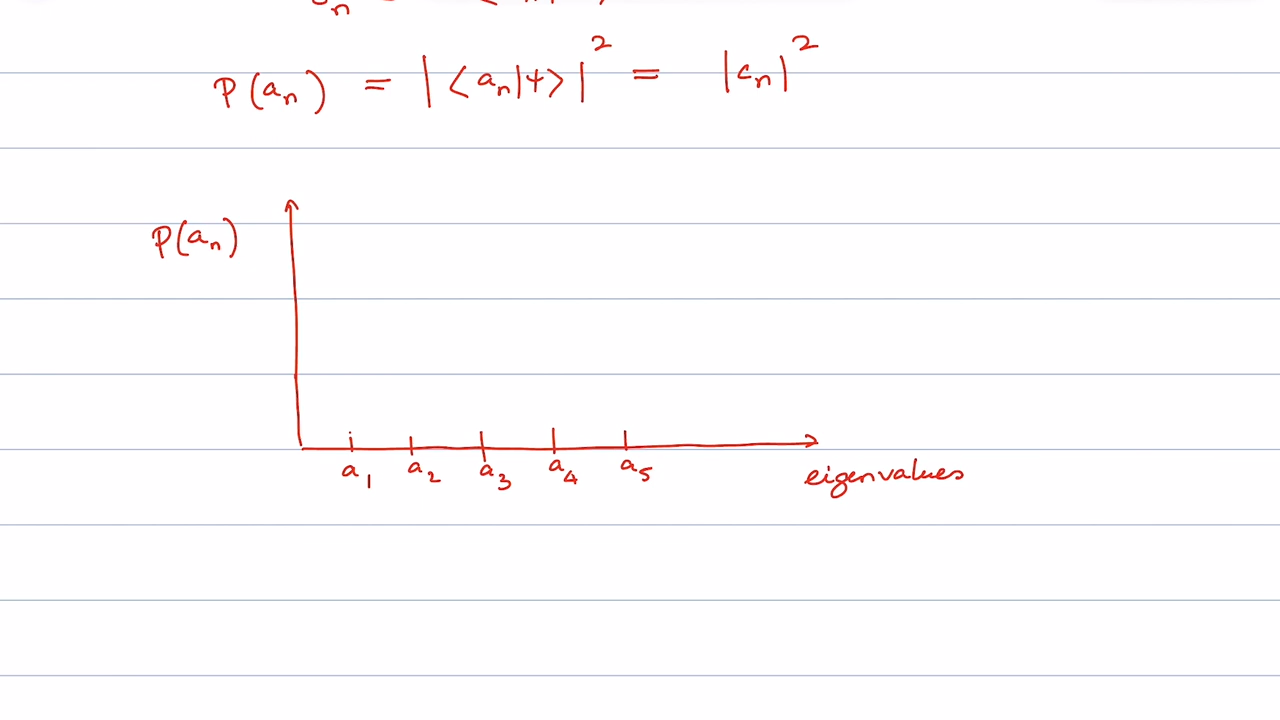 P(aₙ) = |⟨aₙ|ψ⟩|² = |cₙ|²
P(aₙ)
a₁ a₂ a₃ a₄ a₅
eigenvalues